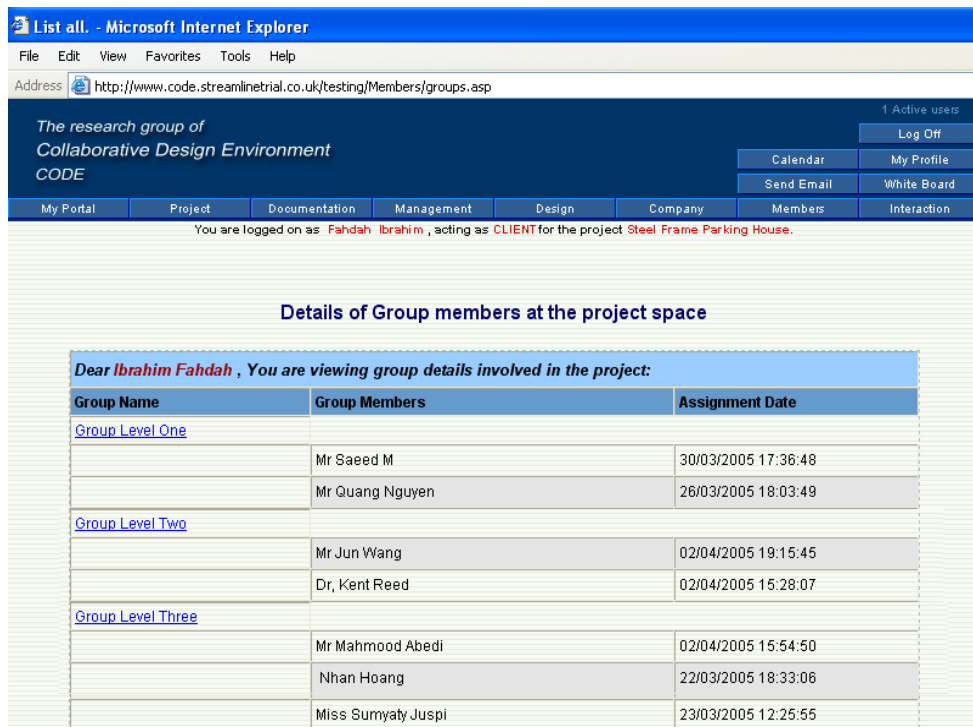 List all. - Microsoft Internet Explorer
File Edit View Favorites Tools Help
Address http://www.code.streamlinetrial.co.uk/testing/Members/groups.asp
1 Active users
The research group of
Collaborative Design Environment
CODE
Log Off
Calendar My Profile
Send Email White Board
My Portal Project Documentation Management Design Company Members Interaction
You are logged on as Fahdah Ibrahim , acting as CLIENT for the project Steel Frame Parking House.
Details of Group members at the project space
Dear Ibrahim Fahdah , You are viewing group details involved in the project:
Group Name Group Members Assignment Date
Group Level One
Mr Saeed M 30/03/2005 17:36:48
Mr Quang Nguyen 26/03/2005 18:03:49
Group Level Two
Mr Jun Wang 02/04/2005 19:15:45
Dr, Kent Reed 02/04/2005 15:28:07
Group Level Three
Mr Mahmood Abedi 02/04/2005 15:54:50
Nhan Hoang 22/03/2005 18:33:06
Miss Sumyaty Juspi 23/03/2005 12:25:55